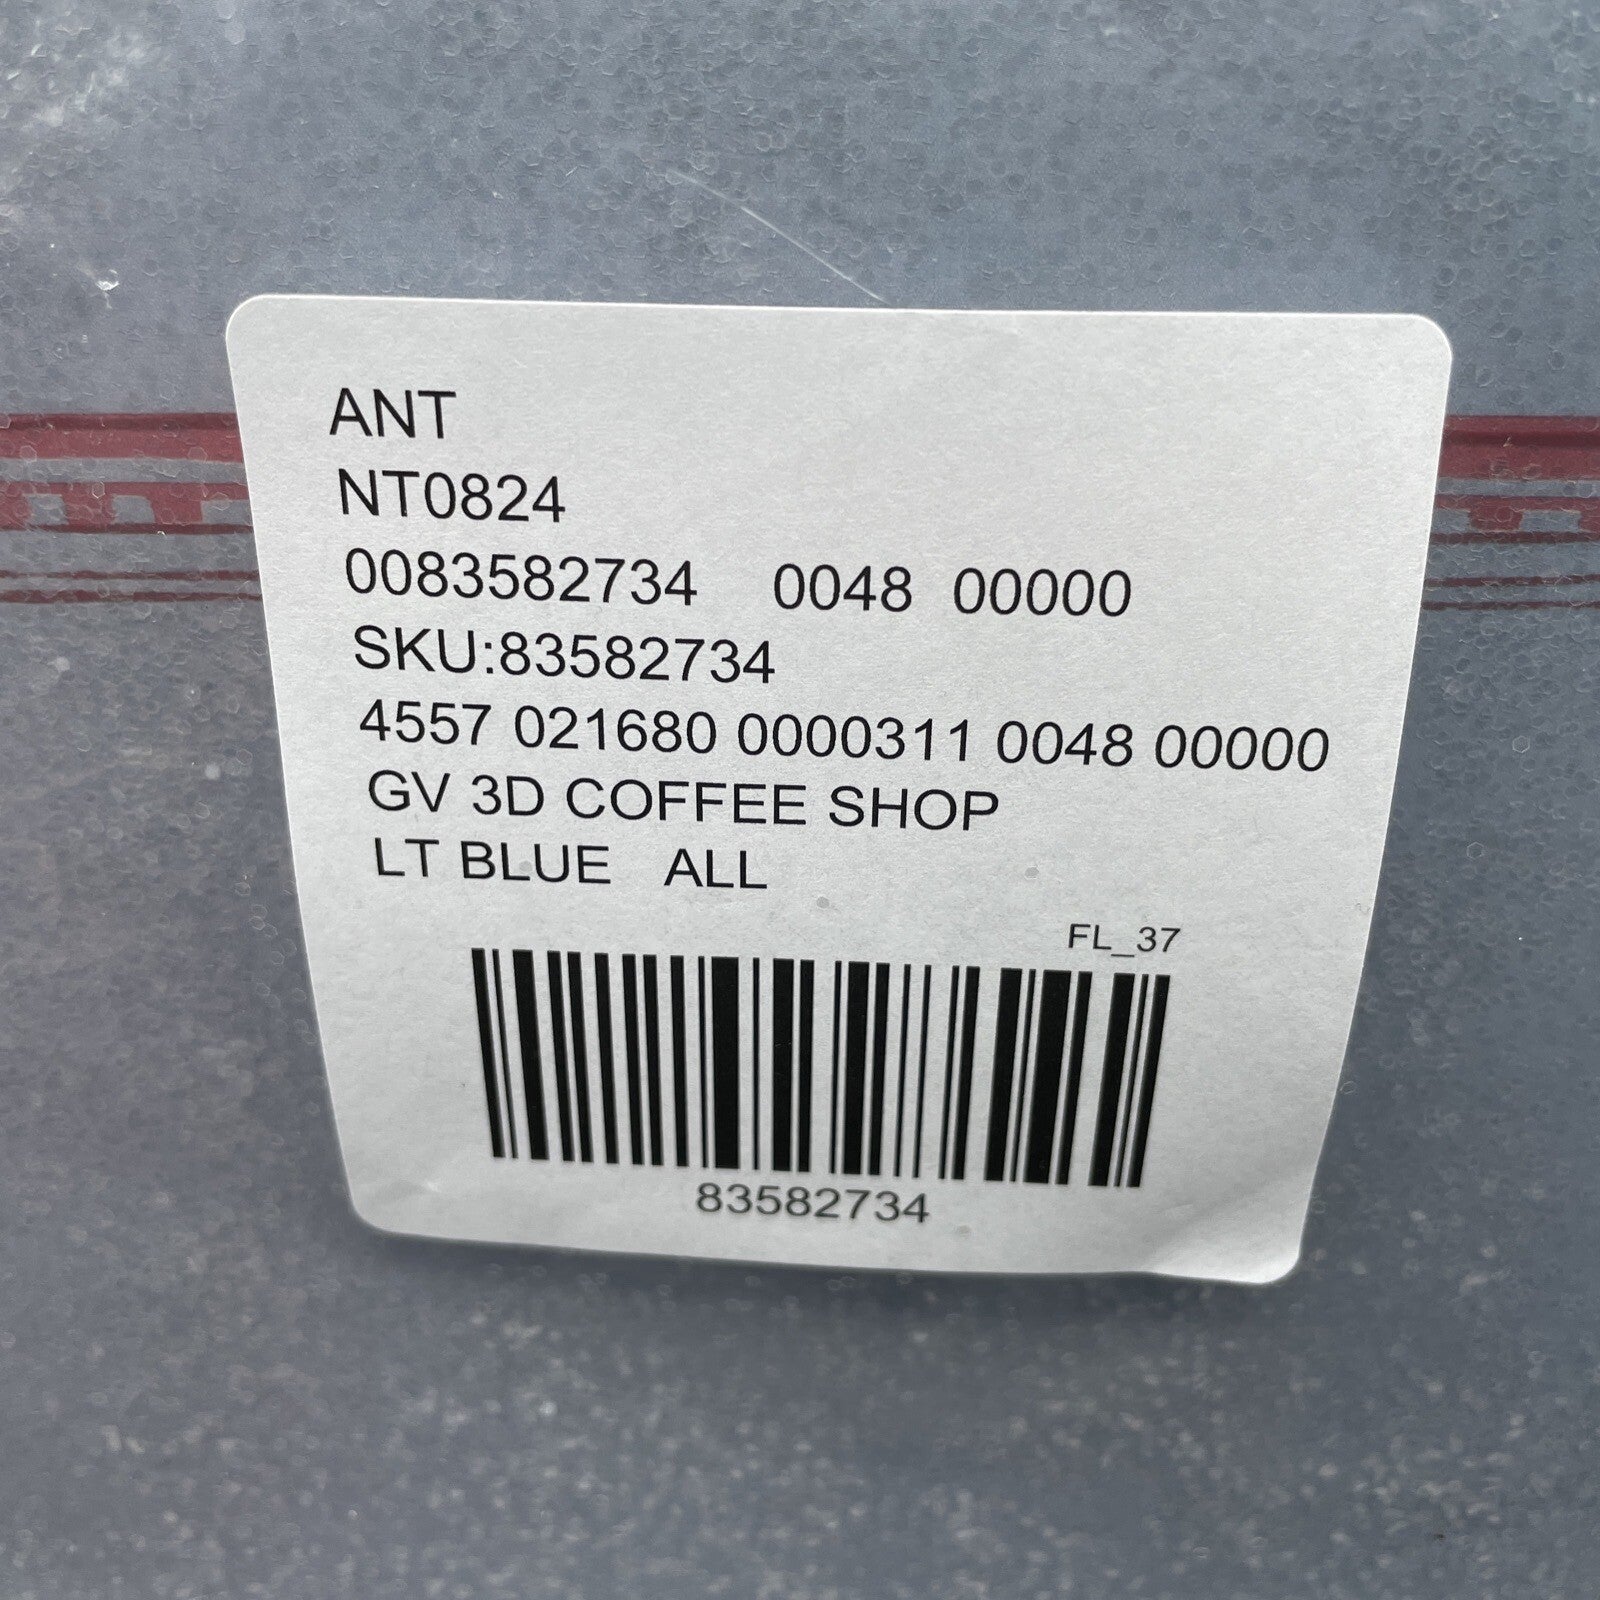 ANT
NT0824
0083582734 0048 00000
SKU:83582734
4557 021680 0000311 0048 00000
GV 3D COFFEE SHOP
LT BLUE ALL
FL_37
83582734